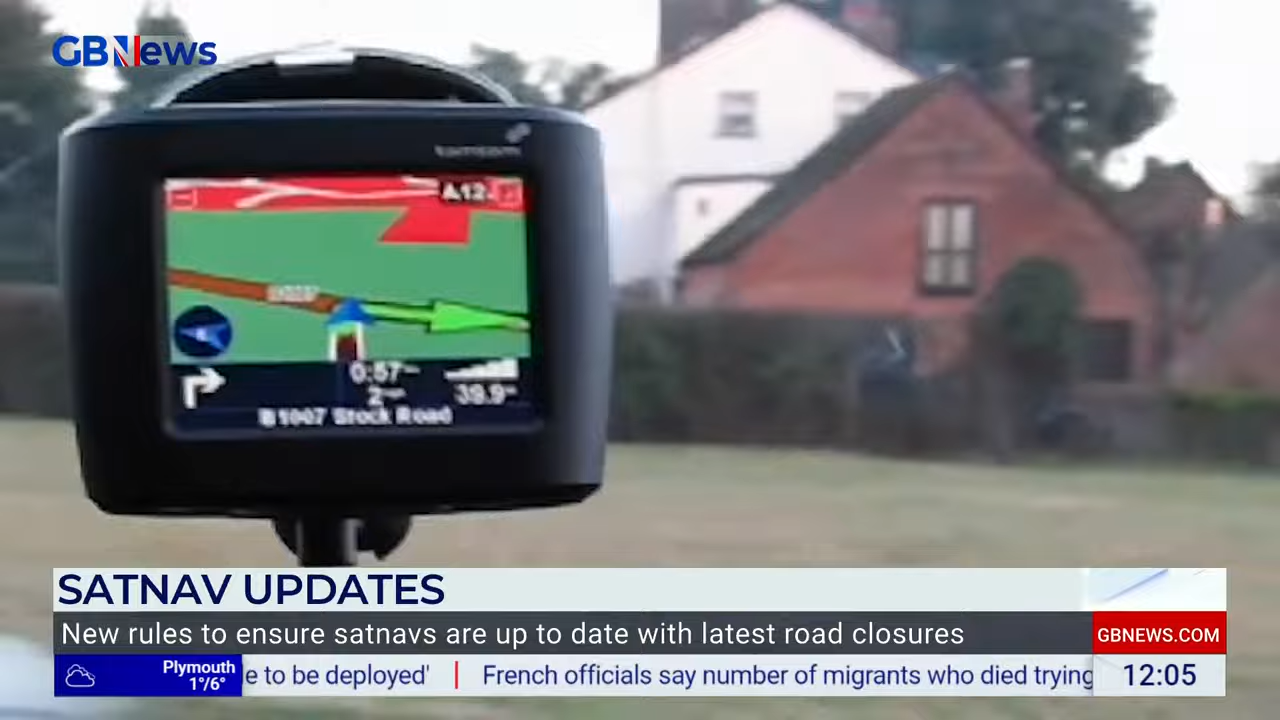 GBNews
tomtom
A12.
0:57
2
39.9
B1007 Stock Road
SATNAV UPDATES
New rules to ensure satnavs are up to date with latest road closures
GBNEWS.COM
Plymouth
1°/6°
e to be deployed' | French officials say number of migrants who died trying
12:05